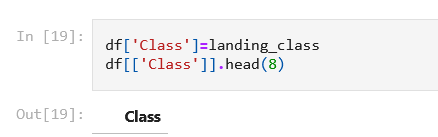 In [19]:
df['Class']=landing_class
df[['Class']].head(8)
Out[19]:
Class